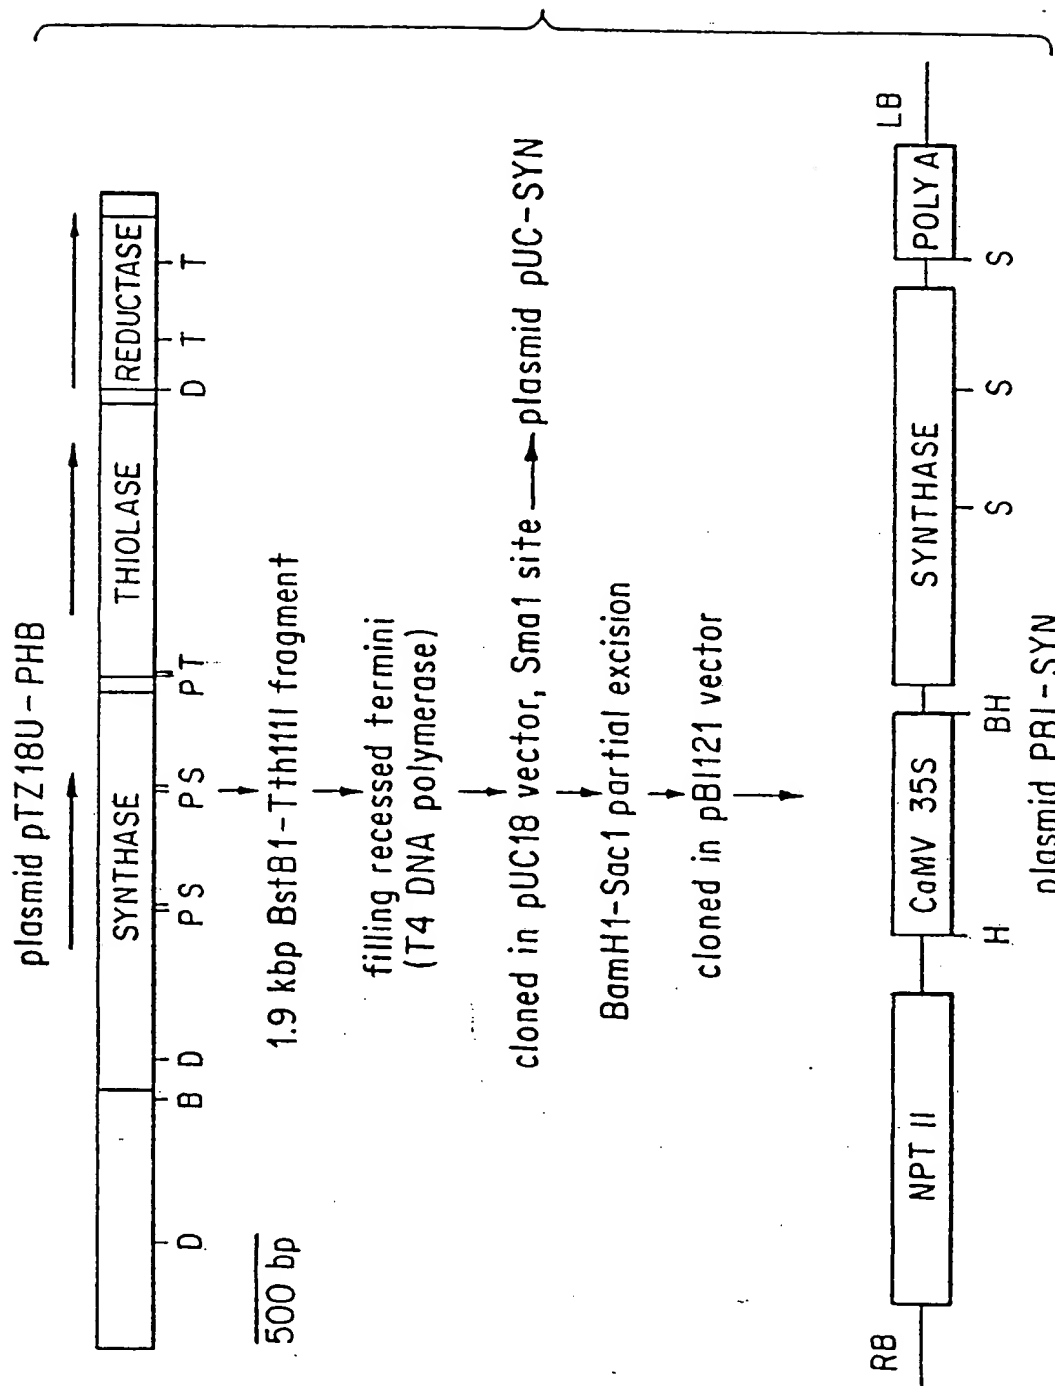 plasmid pTZ18U-PHB
SYNTHASE THIOLASE REDUCTASE
D B D P S P S P T D T T
500 bp
1.9 kbp BstB1-Tth111I fragment
filling recessed termini
(T4 DNA polymerase)
cloned in pUC18 vector, Sma1 site → plasmid pUC-SYN
BamH1-Sac1 partial excision
cloned in pBI121 vector
RB NPT II CaMV 35S SYNTHASE POLY A LB
H BH S S S
plasmid PBI-SYN